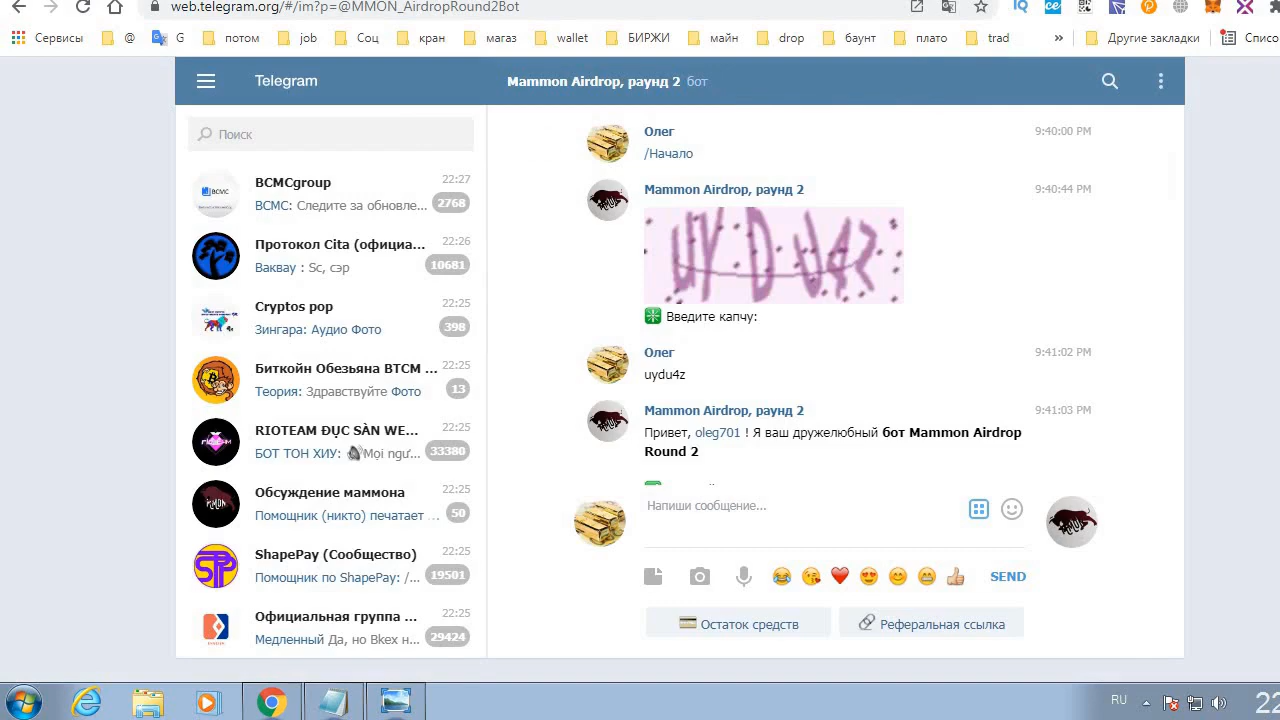 web.telegram.org/#/im?p=@MMON_AirdropRound2Bot
Сервисы @ G потом job Соц кран магаз wallet БИРЖИ майн drop баунт плато trad » Другие закладки Списо
Telegram
Mammon Airdrop, раунд 2 бот
Поиск
BCMCgroup 22:27
BCMC: Следите за обновле... 2768
Протокол Cita (официа... 22:26
Ваквау : Sc, сэр 10681
Cryptos pop 22:25
Зингара: Аудио Фото 398
Биткойн Обезьяна BTCM ... 22:25
Теория: Здравствуйте Фото 13
RIOTEAM ĐỤC SÀN WE... 22:25
БОТ ТОН ХИУ: Mọi ngư... 33380
Обсуждение маммона 22:25
Помощник (никто) печатает ... 50
ShapePay (Сообщество) 22:25
Помощник по ShapePay: /... 19501
Официальная группа ... 22:25
Медленный Да, но Bkex н... 29424
Олег 9:40:00 PM
/Начало
Mammon Airdrop, раунд 2 9:40:44 PM
Введите капчу:
Олег 9:41:02 PM
uydu4z
Mammon Airdrop, раунд 2 9:41:03 PM
Привет, oleg701 ! Я ваш дружелюбный бот Mammon Airdrop
Round 2
Напиши сообщение...
SEND
Остаток средств
Реферальная ссылка
RU
22